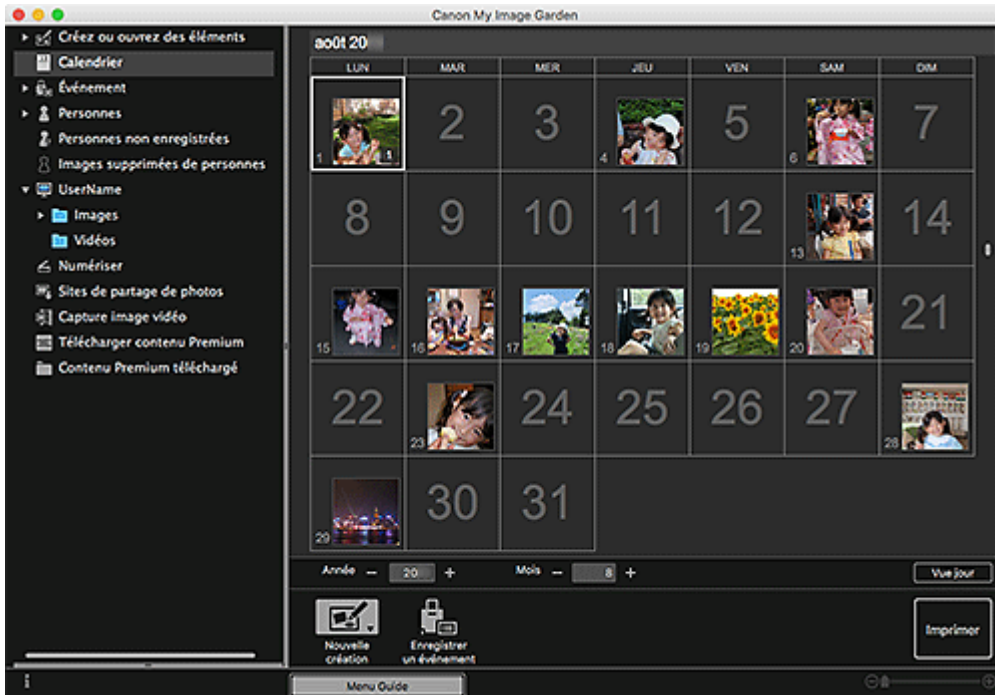 Canon My Image Garden
Créez ou ouvrez des éléments
Calendrier
Événement
Personnes
Personnes non enregistrées
Images supprimées de personnes
UserName
Images
Vidéos
Numériser
Sites de partage de photos
Capture image vidéo
Télécharger contenu Premium
Contenu Premium téléchargé
août 20
LUN MAR MER JEU VEN SAM DIM
1 2 3 4 5 6 7
8 9 10 11 12 13 14
15 16 17 18 19 20 21
22 23 24 25 26 27 28
29 30 31
Année − 20 + Mois − 8 + Vue jour
Nouvelle création
Enregistrer un événement
Imprimer
Menu Guide